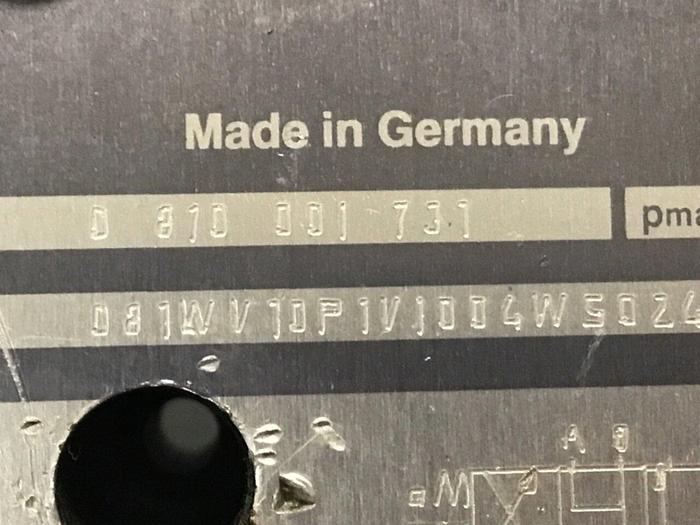 Made in Germany
0 810 001 731
pma
081WV10P1V1004WS024
A B
W